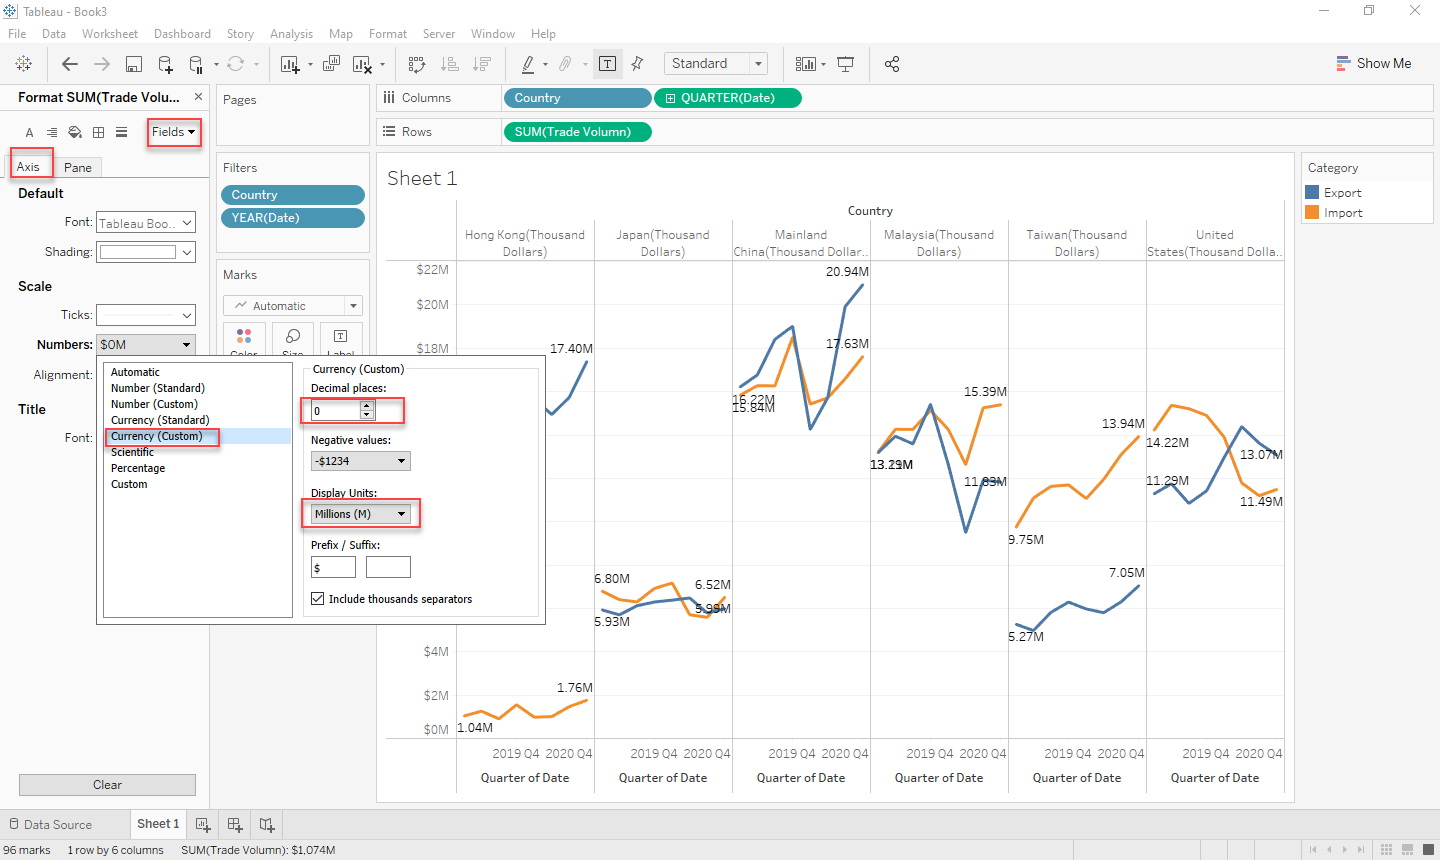 Tableau - Book3
File Data Worksheet Dashboard Story Analysis Map Format Server Window Help
Standard
Show Me
Format SUM(Trade Volu... ×
A Fields
Axis Pane
Default
Font: Tableau Boo..
Shading:
Scale
Ticks:
Numbers: $0M
Alignment:
Title
Font:
Clear
Automatic
Number (Standard)
Number (Custom)
Currency (Standard)
Currency (Custom)
Scientific
Percentage
Custom
Currency (Custom)
Decimal places:
0
Negative values:
-$1234
Display Units:
Millions (M)
Prefix / Suffix:
$
Include thousands separators
Pages
Filters
Country
YEAR(Date)
Marks
Automatic
Color Size Label
Columns Country QUARTER(Date)
Rows SUM(Trade Volumn)
Sheet 1
Country
Hong Kong(Thousand Dollars)
Japan(Thousand Dollars)
Mainland China(Thousand Dollar..
Malaysia(Thousand Dollars)
Taiwan(Thousand Dollars)
United States(Thousand Dolla..
$22M
$20M
$18M
$4M
$2M
$0M
17.40M
1.76M
1.04M
6.80M
6.52M
5.99M
5.93M
20.94M
17.63M
16.22M
15.84M
15.39M
11.83M
13.94M
9.75M
7.05M
5.27M
14.22M
11.29M
13.07M
11.49M
2019 Q4 2020 Q4 2019 Q4 2020 Q4 2019 Q4 2020 Q4 2019 Q4 2020 Q4 2019 Q4 2020 Q4 2019 Q4 2020 Q4
Quarter of Date Quarter of Date Quarter of Date Quarter of Date Quarter of Date Quarter of Date
Category
Export
Import
Data Source Sheet 1
96 marks 1 row by 6 columns SUM(Trade Volumn): $1,074M